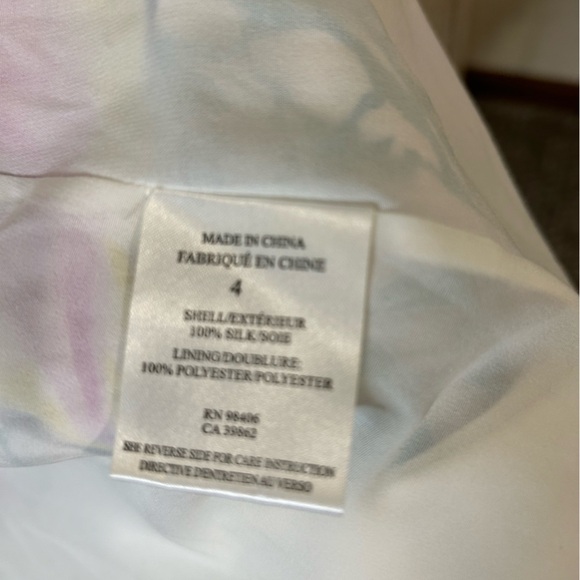 MADE IN CHINA
FABRIQUÉ EN CHINE
4
SHELL/EXTÉRIEUR
100% SILK/SOIE
LINING/DOUBLURE:
100% POLYESTER/POLYESTER
RN 98406
CA 39862
SEE REVERSE SIDE FOR CARE INSTRUCTION
DIRECTIVE D'ENTRETIEN AU VERSO